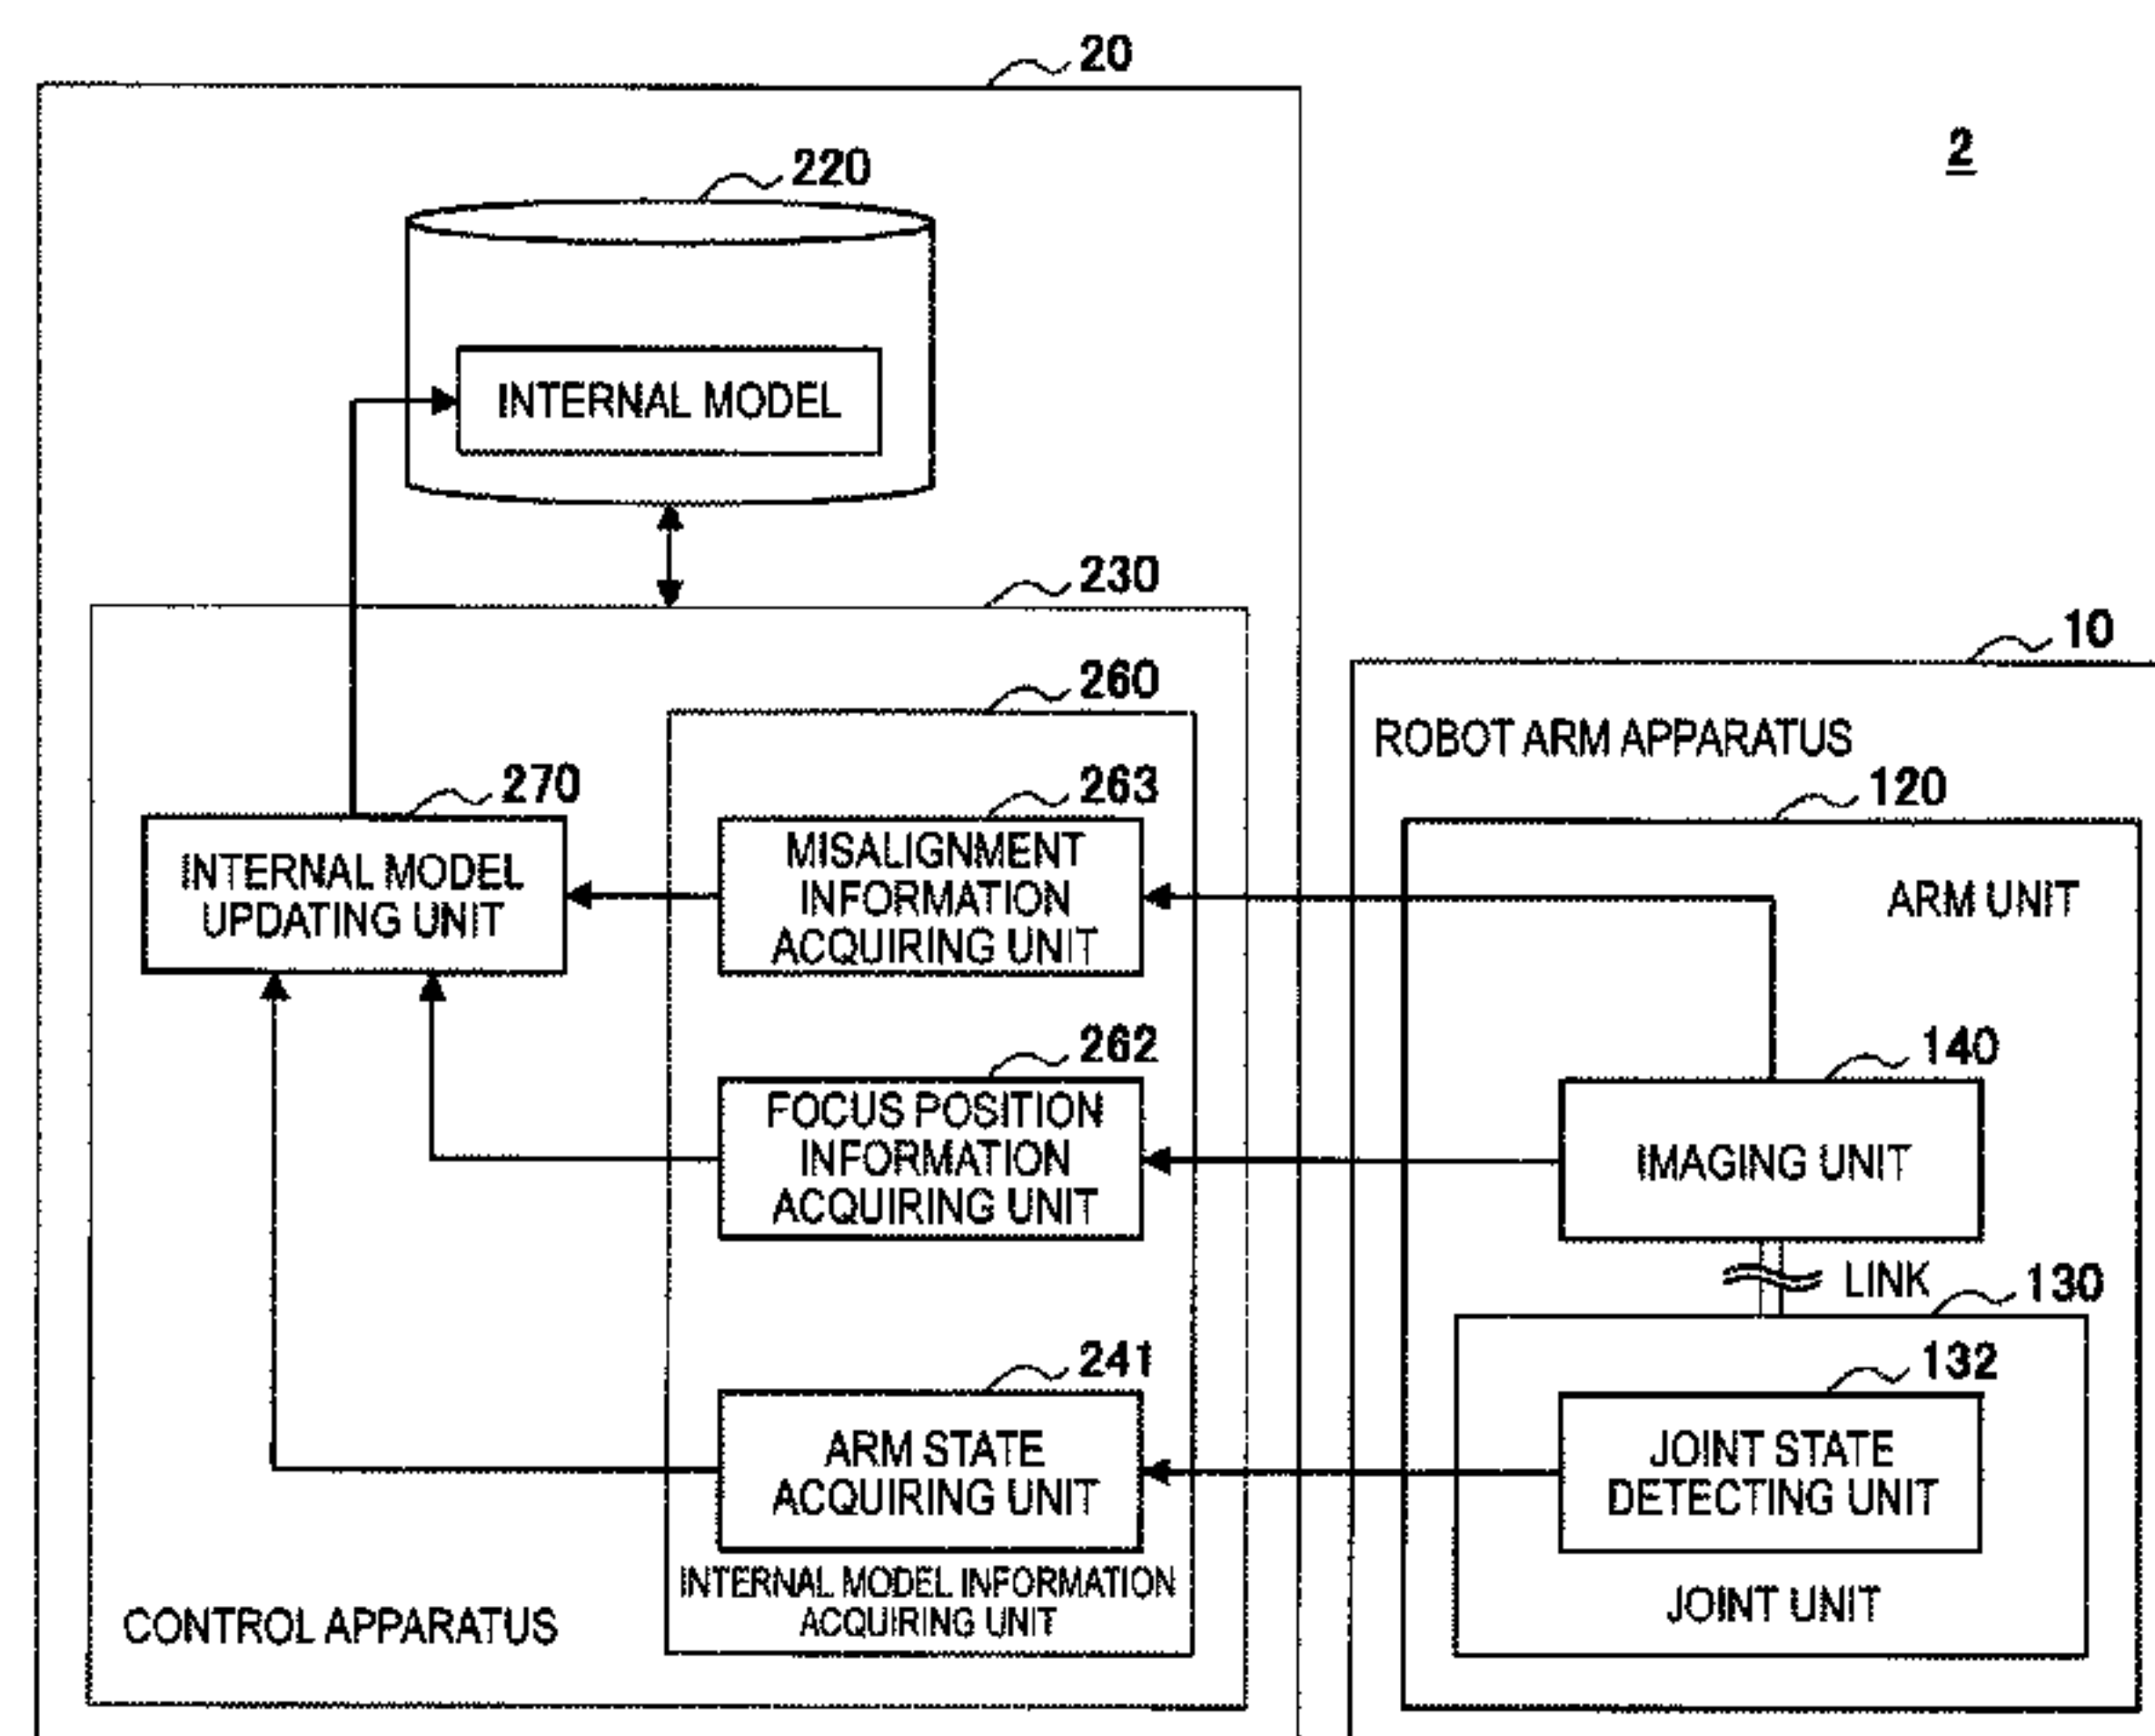 20
2
220
INTERNAL MODEL
230
10
260
ROBOT ARM APPARATUS
270
263
120
INTERNAL MODEL
UPDATING UNIT
MISALIGNMENT
INFORMATION
ACQUIRING UNIT
ARM UNIT
262
140
FOCUS POSITION
INFORMATION
ACQUIRING UNIT
IMAGING UNIT
LINK
130
241
132
ARM STATE
ACQUIRING UNIT
JOINT STATE
DETECTING UNIT
INTERNAL MODEL INFORMATION
ACQUIRING UNIT
JOINT UNIT
CONTROL APPARATUS